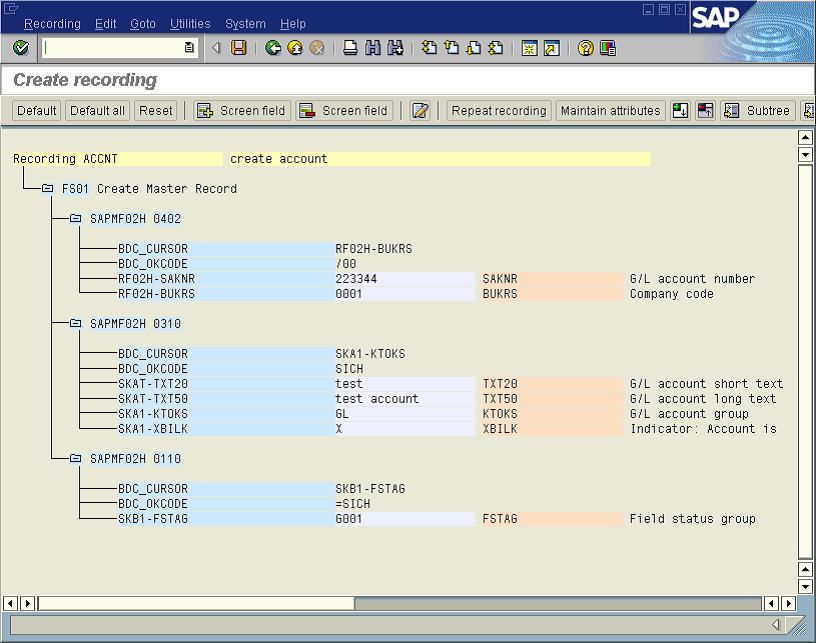 Recording Edit Goto Utilities System Help
SAP
Create recording
Default Default all Reset Screen field Screen field Repeat recording Maintain attributes Subtree
Recording ACCNT create account
FS01 Create Master Record
SAPMF02H 0402
BDC_CURSOR RF02H-BUKRS
BDC_OKCODE /00
RF02H-SAKNR 223344 SAKNR G/L account number
RF02H-BUKRS 0001 BUKRS Company code
SAPMF02H 0310
BDC_CURSOR SKA1-KTOKS
BDC_OKCODE SICH
SKAT-TXT20 test TXT20 G/L account short text
SKAT-TXT50 test account TXT50 G/L account long text
SKA1-KTOKS GL KTOKS G/L account group
SKA1-XBILK X XBILK Indicator: Account is
SAPMF02H 0110
BDC_CURSOR SKB1-FSTAG
BDC_OKCODE =SICH
SKB1-FSTAG G001 FSTAG Field status group